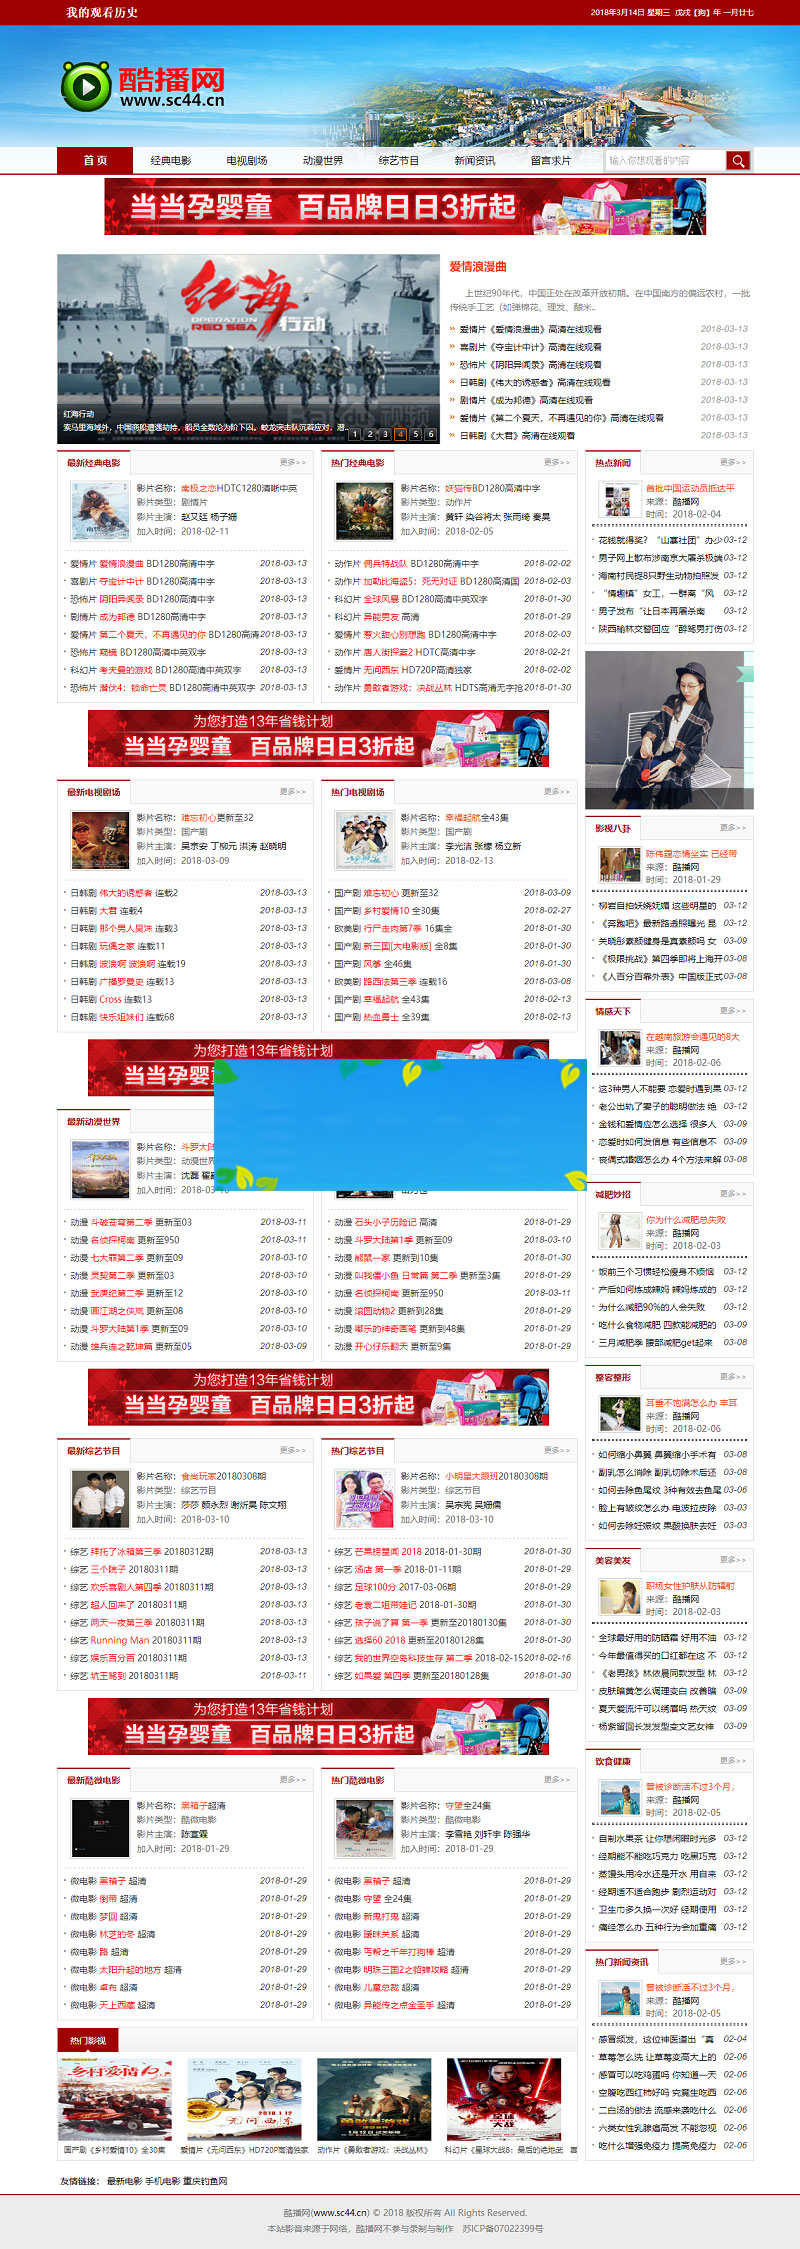 我的观看历史
2018年3月14日 星期三 戊戌【狗】年 一月廿七
酷播网
www.sc44.cn
首 页 经典电影 电视剧场 动漫世界 综艺节目 新闻资讯 留言求片 输入你想观看的内容
当当孕婴童 百品牌日日3折起
红海行动
OPERATION RED SEA
红海行动
索马里海域外，中国商船遭遇劫持，船员全数沦为阶下囚。蛟龙突击队沉着应对，潜..
1 2 3 4 5 6
爱情浪漫曲
上世纪90年代，中国正处在改革开放初期。在中国南方的偏远农村，一批
传统手工艺（如弹棉花、理发、酿米..
爱情片《爱情浪漫曲》高清在线观看 2018-03-13
喜剧片《夺宝计中计》高清在线观看 2018-03-13
恐怖片《阴阳异闻录》高清在线观看 2018-03-13
日韩剧《伟大的诱惑者》高清在线观看 2018-03-13
剧情片《成为邦德》高清在线观看 2018-03-13
爱情片《第二个夏天，不再遇见的你》高清在线观看 2018-03-13
日韩剧《大君》高清在线观看 2018-03-13
最新经典电影 更多>>
影片名称：南极之恋HDTC1280清晰中英
影片类型：剧情片
影片主演：赵又廷 杨子姗
加入时间：2018-02-11
爱情片 爱情浪漫曲 BD1280高清中字 2018-03-13
喜剧片 夺宝计中计 BD1280高清中字 2018-03-13
恐怖片 阴阳异闻录 BD1280高清中字 2018-03-13
剧情片 成为邦德 BD1280高清中字 2018-03-13
爱情片 第二个夏天，不再遇见的你 BD1280高清 2018-03-13
恐怖片 窥镜 BD1280高清中英双字 2018-03-13
科幻片 考夫曼的游戏 BD1280高清中英双字 2018-03-13
恐怖片 潜伏4：锁命亡灵 BD1280高清中英双字 2018-03-13
热门经典电影 更多>>
影片名称：妖猫传BD1280高清中字
影片类型：动作片
影片主演：黄轩 染谷将太 张雨绮 秦昊
加入时间：2018-02-05
动作片 佣兵特战队 BD1280高清中字 2018-02-02
动作片 加勒比海盗5：死无对证 BD1280高清国 2018-02-03
科幻片 全球风暴 BD1280高清中英双字 2018-01-30
科幻片 异能男友 高清 2018-01-29
爱情片 惹火甜心别想跑 BD1280高清中字 2018-02-03
动作片 唐人街探案2 HDTC高清中字 2018-02-21
爱情片 无问西东 HD720P高清独家 2018-02-02
动作片 勇敢者游戏：决战丛林 HDTS高清无字抢 2018-01-30
热点新闻 更多>>
首批中国运动员抵达平
来源：酷播网
时间：2018-02-04
花钱就得奖？“山寨社团”办少 03-12
男子网上散布涉南京大屠杀极端 03-12
海南村民捉8只野生动物拍照发 03-12
“情趣镇”女工，一群离“风 03-12
男子发布“让日本再屠杀南 03-12
陕西榆林交警回应“醉驾男打伤 03-12
为您打造13年省钱计划
当当孕婴童 百品牌日日3折起
最新电视剧场 更多>>
影片名称：难忘初心更新至32
影片类型：国产剧
影片主演：吴京安 丁柳元 洪涛 赵晓明
加入时间：2018-03-09
日韩剧 伟大的诱惑者 连载2 2018-03-13
日韩剧 大君 连载4 2018-03-13
日韩剧 那个男人吴洙 连载3 2018-03-13
日韩剧 玩偶之家 连载11 2018-03-13
日韩剧 波浪啊 波浪啊 连载19 2018-03-13
日韩剧 广播罗曼史 连载13 2018-03-13
日韩剧 Cross 连载13 2018-03-13
日韩剧 快乐姐妹们 连载68 2018-03-13
热门电视剧场 更多>>
影片名称：幸福起航全43集
影片类型：国产剧
影片主演：李光洁 张檬 杨立新
加入时间：2018-02-13
国产剧 难忘初心 更新至32 2018-03-09
国产剧 乡村爱情10 全30集 2018-02-27
欧美剧 行尸走肉第7季 16集全 2018-01-30
国产剧 新三国[大电影版] 全8集 2018-01-30
国产剧 风筝 全46集 2018-01-30
欧美剧 路西法第三季 连载16 2018-03-08
国产剧 幸福起航 全43集 2018-02-13
国产剧 热血勇士 全39集 2018-02-13
影视八卦 更多>>
陈伟霆恋情坐实 已经带
来源：酷播网
时间：2018-01-29
柳岩自拍妖娆妩媚 这些明星的 03-12
《奔跑吧》最新路透照曝光 昆 03-12
关晓彤素颜健身是真素颜吗 女 03-09
《极限挑战》第四季即将上海开 03-08
《人百分百靠外表》中国版正式 03-08
情感天下 更多>>
在越南旅游会遇见的8大
来源：酷播网
时间：2018-02-06
这3种男人不能要 恋爱时遇到果 03-12
老公出轨了妻子的聪明做法 绝 03-12
金钱和爱情应怎么选择 很多人 03-09
恋爱时如何发信息 有些信息不 03-09
丧偶式婚姻怎么办 4个方法来解 03-08
为您打造13年省钱计划
最新动漫世界
影片名称：斗罗大陆
影片类型：动漫世界
影片主演：沈磊
加入时间：2018-03-10
动漫 斗破苍穹第二季 更新至03 2018-03-11
动漫 名侦探柯南 更新至950 2018-03-11
动漫 七大罪第二季 更新至09 2018-03-10
动漫 灵契第二季 更新至03 2018-03-10
动漫 武庚纪第二季 更新至12 2018-03-10
动漫 画江湖之侠岚 更新至08 2018-03-10
动漫 斗罗大陆第1季 更新至09 2018-03-10
动漫 雄兵连之乾坤篇 更新至05 2018-03-09
动漫 石头小子历险记 高清 2018-01-29
动漫 斗罗大陆第1季 更新至09 2018-03-10
动漫 熊鼠一家 更新到10集 2018-01-30
动漫 叫我僵小鱼 日常篇 第二季 更新至3集 2018-01-29
动漫 名侦探柯南 更新至950 2018-03-11
动漫 滚圆动物2 更新到28集 2018-01-29
动漫 嘟乐的神奇画笔 更新到48集 2018-01-29
动漫 开心仔乐翻天 更新至9集 2018-01-29
减肥妙招 更多>>
你为什么减肥总失败
来源：酷播网
时间：2018-02-03
饭前三个习惯轻松瘦身不烦恼 03-12
产后如何炼成辣妈 辣妈炼成的 03-12
为什么减肥90%的人会失败 03-12
吃什么食物减肥 四款能减肥的 03-09
三月减肥季 腰部减肥get起来 03-08
为您打造13年省钱计划
当当孕婴童 百品牌日日3折起
整容整形 更多>>
耳垂不饱满怎么办 丰耳
来源：酷播网
时间：2018-02-06
如何缩小鼻翼 鼻翼缩小手术有 03-08
副乳怎么消除 副乳切除术后还 03-08
如何去除鱼尾纹 3种有效去鱼尾 03-06
脸上有皱纹怎么办 电波拉皮除 03-03
如何去除妊娠纹 果酸换肤去妊 03-03
最新综艺节目 更多>>
影片名称：食尚玩家20180308期
影片类型：综艺节目
影片主演：莎莎 颜永烈 谢炘昊 陈文翊
加入时间：2018-03-10
综艺 拜托了冰箱第三季 20180312期 2018-03-13
综艺 三个院子 20180311期 2018-03-13
综艺 欢乐喜剧人第四季 20180311期 2018-03-13
综艺 超人回来了 20180311期 2018-03-13
综艺 两天一夜第三季 20180311期 2018-03-13
综艺 Running Man 20180311期 2018-03-13
综艺 娱乐百分百 20180311期 2018-03-13
综艺 坑王驾到 20180311期 2018-03-11
热门综艺节目 更多>>
影片名称：小明星大跟班20180308期
影片类型：综艺节目
影片主演：吴宗宪 吴姗儒
加入时间：2018-03-10
综艺 芒果捞星闻 2018 2018-01-30期 2018-01-30
综艺 汤店 第一季 2018-01-11期 2018-01-30
综艺 足球100分 2017-03-06期 2018-01-29
综艺 老袁二姐带娃记 2018-01-30期 2018-01-30
综艺 孩子说了算 第一季 更新至20180130集 2018-01-30
综艺 选择60 2018 更新至20180128集 2018-01-30
综艺 我的世界空岛科技生存 第二季 2018-02-15 2018-02-16
综艺 如果爱 第四季 更新至20180128集 2018-01-30
美容美发 更多>>
职场女性护肤从防辐射
来源：酷播网
时间：2018-02-03
全球最好用的防晒霜 好用不油 03-12
今年最值得买的口红都在这 不 03-12
《老男孩》林依晨同款发型 林 03-12
皮肤暗黄怎么调理变白 改善暗 03-09
夏天爱流汗可以绣眉吗 热天纹 03-09
杨紫留回长发发型变文艺女神 03-09
为您打造13年省钱计划
当当孕婴童 百品牌日日3折起
最新酷微电影 更多>>
影片名称：黑箱子超清
影片类型：酷微电影
影片主演：陈宣霖
加入时间：2018-01-29
微电影 黑箱子 超清 2018-01-29
微电影 倒带 超清 2018-01-29
微电影 梦回 超清 2018-01-29
微电影 林芝的冬 超清 2018-01-29
微电影 路 超清 2018-01-29
微电影 太阳升起的地方 超清 2018-01-29
微电影 卓布 超清 2018-01-29
微电影 天上西藏 超清 2018-01-29
热门酷微电影 更多>>
影片名称：守望全24集
影片类型：酷微电影
影片主演：李雪艳 刘轩宇 陈强华
加入时间：2018-01-29
微电影 黑箱子 超清 2018-01-29
微电影 守望 全24集 2018-01-29
微电影 新鬼打鬼 超清 2018-01-29
微电影 暧昧关系 超清 2018-01-29
微电影 丐帮之千年打狗棒 超清 2018-01-29
微电影 明珠三国2之貂蝉攻略 超清 2018-01-29
微电影 儿童总裁 超清 2018-01-29
微电影 异能传之点金圣手 超清 2018-01-29
饮食健康 更多>>
曾被诊断活不过3个月，
来源：酷播网
时间：2018-02-05
自制水果茶 让你想闲暇时光多 03-12
经期能不能吃巧克力 吃黑巧克 03-12
蒸馒头用冷水还是开水 用自来 03-12
经期适不适合跑步 剧烈运动对 03-12
卫生巾多久换一次好 经期使用 03-12
痛经怎么办 五种行为会加重痛 03-12
热门新闻资讯 更多>>
曾被诊断活不过3个月，
来源：酷播网
时间：2018-02-05
感冒频发，这位神医道出“真 02-04
草莓怎么洗 让草莓变高大上的 02-06
感冒可以吃鸡蛋吗 你知道一天 02-06
空腹吃西红柿好吗 究竟生吃西 02-06
二白汤的做法 流感来袭吃什么 02-06
六类女性乳腺癌高发 不能忽视 02-06
吃什么增强免疫力 提高免疫力 02-06
热门影视
国产剧《乡村爱情10》全30集 爱情片《无问西东》HD720P高清独家 动作片《勇敢者游戏：决战丛林》 科幻片《星球大战8：最后的绝地武 喜
友情链接： 最新电影 手机电影 重庆钓鱼网
酷播网(www.sc44.cn) © 2018 版权所有 All Rights Reserved.
本站影音来源于网络，酷播网不参与录制与制作 苏ICP备07022399号